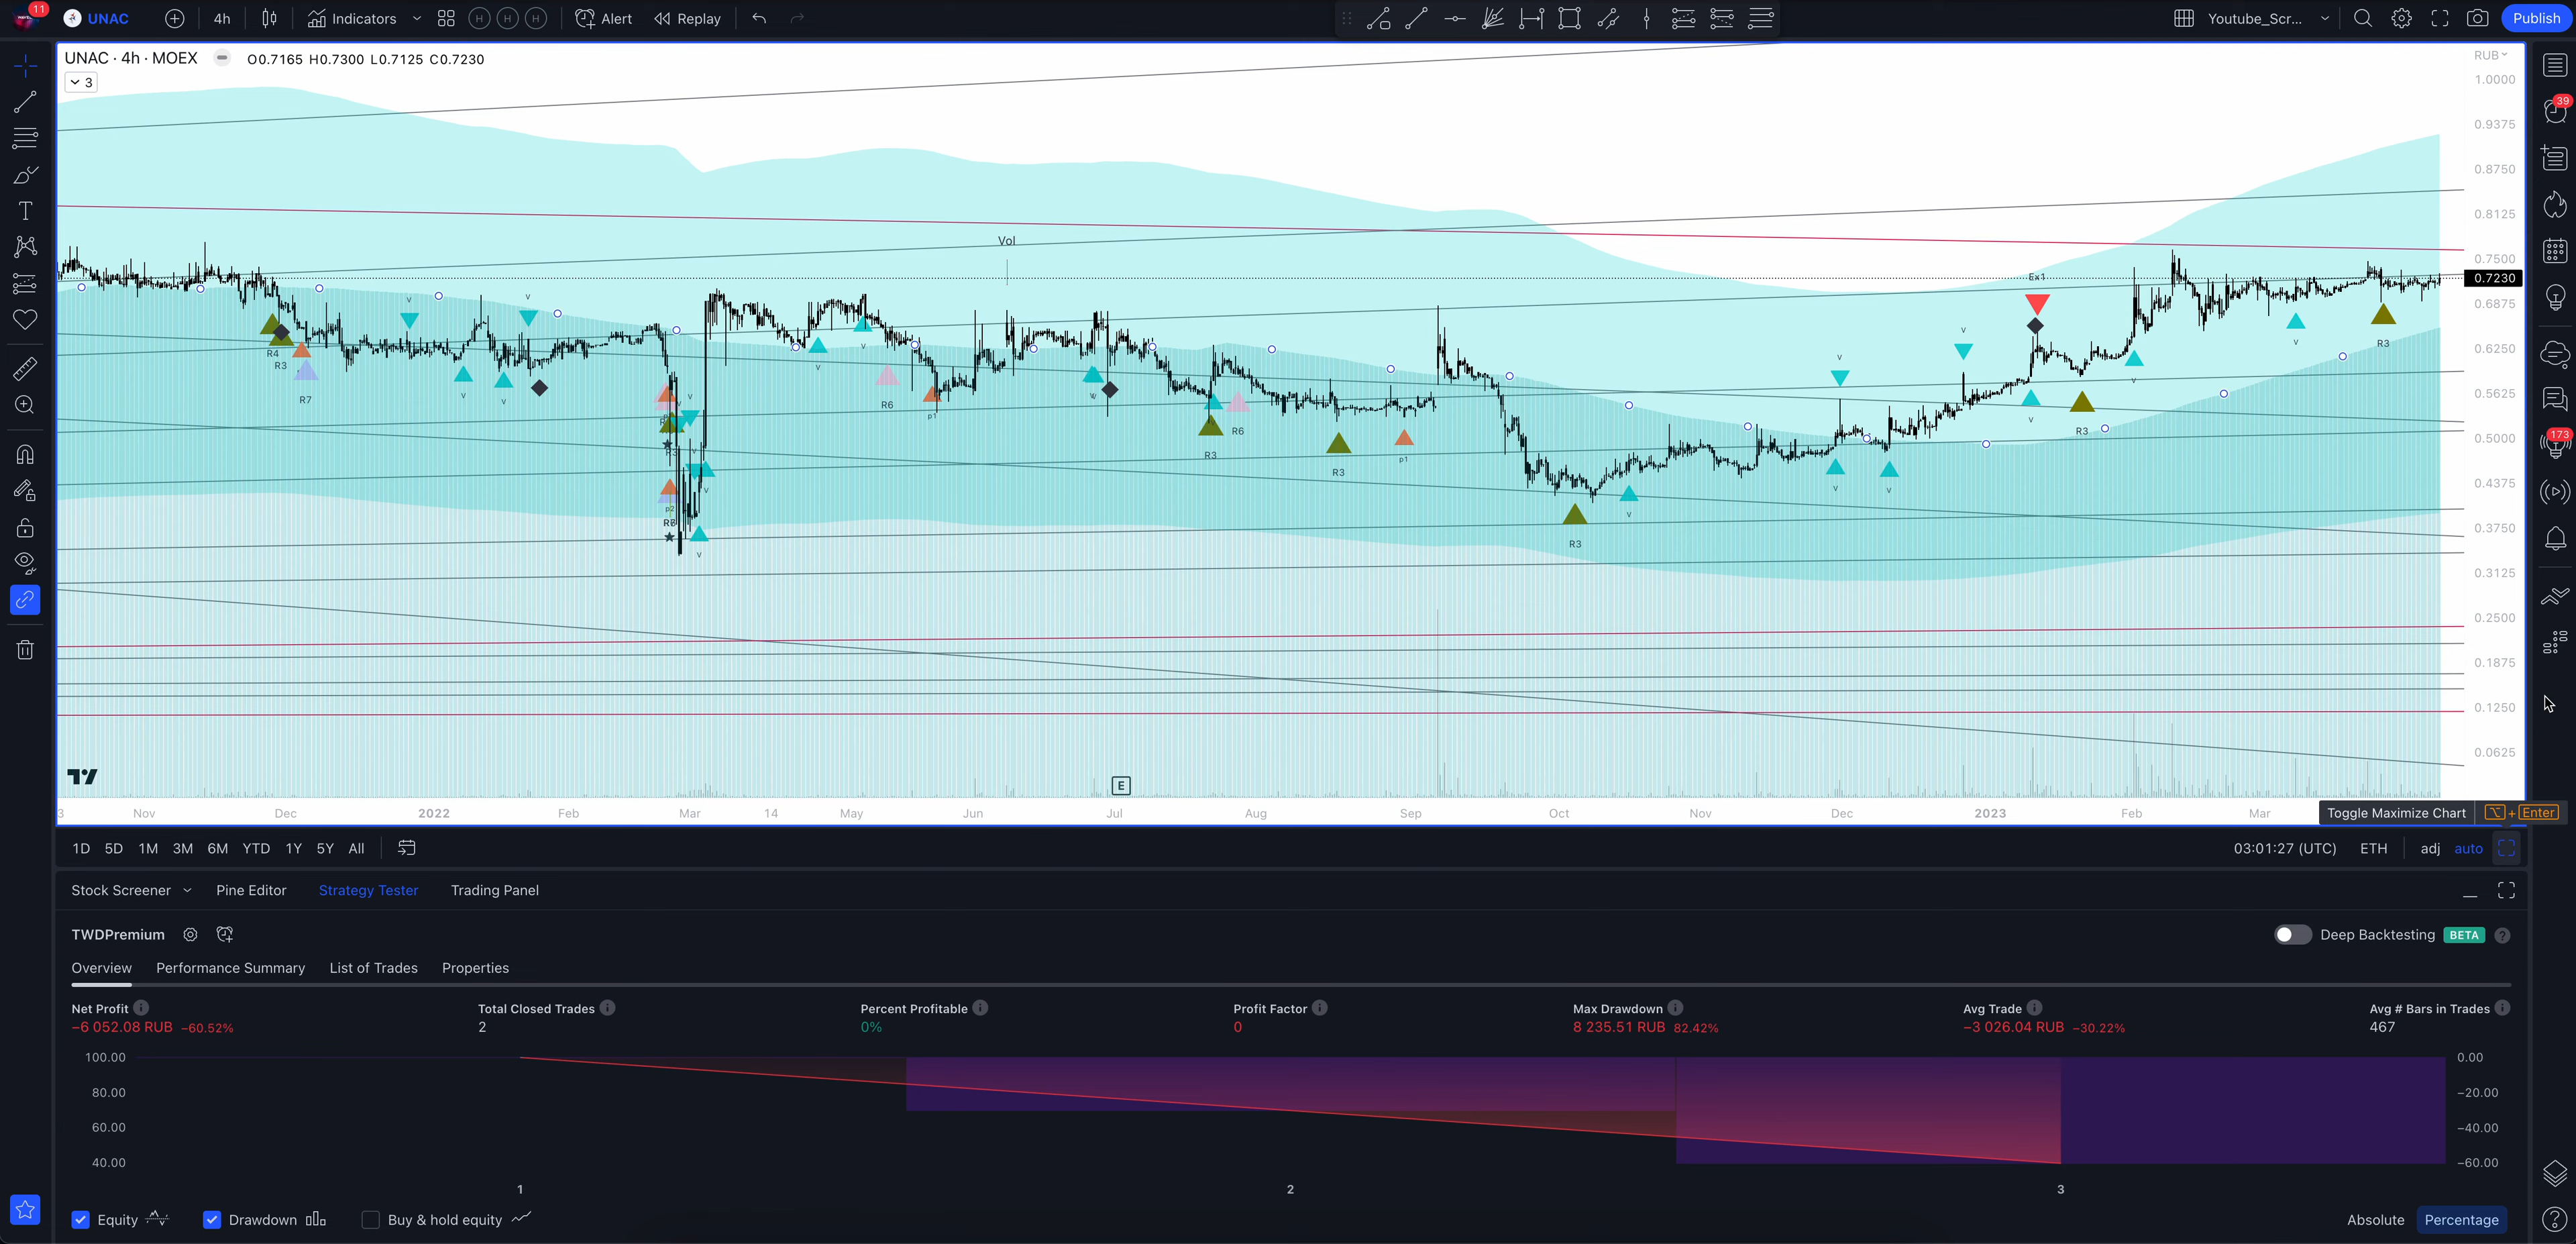 11
UNAC
4h
Indicators
H
H
H
Alert
Replay
Youtube_Scr...
Publish
UNAC · 4h · MOEX
O0.7165 H0.7300 L0.7125 C0.7230
3
RUB
1.0000
0.9375
0.8750
0.8125
0.7500
0.7230
0.6875
0.6250
0.5625
0.5000
0.4375
0.3750
0.3125
0.2500
0.1875
0.1250
0.0625
39
173
Vol
Ex1
R4
R3
R7
v
v
v
v
p2
v
v
v
R6
p1
v
R3
R6
R3
p1
R3
v
v
v
v
v
v
R3
v
v
R3
E
3
Nov
Dec
2022
Feb
Mar
14
May
Jun
Jul
Aug
Sep
Oct
Nov
Dec
2023
Feb
Mar
Toggle Maximize Chart
+ Enter
1D 5D 1M 3M 6M YTD 1Y 5Y All
03:01:27 (UTC) ETH adj auto
Stock Screener Pine Editor Strategy Tester Trading Panel
TWDPremium
Deep Backtesting BETA ?
Overview Performance Summary List of Trades Properties
Net Profit
−6 052.08 RUB −60.52%
Total Closed Trades
2
Percent Profitable
0%
Profit Factor
0
Max Drawdown
8 235.51 RUB 82.42%
Avg Trade
−3 026.04 RUB −30.22%
Avg # Bars in Trades
467
100.00
80.00
60.00
40.00
0.00
−20.00
−40.00
−60.00
1
2
3
Equity
Drawdown
Buy & hold equity
Absolute
Percentage